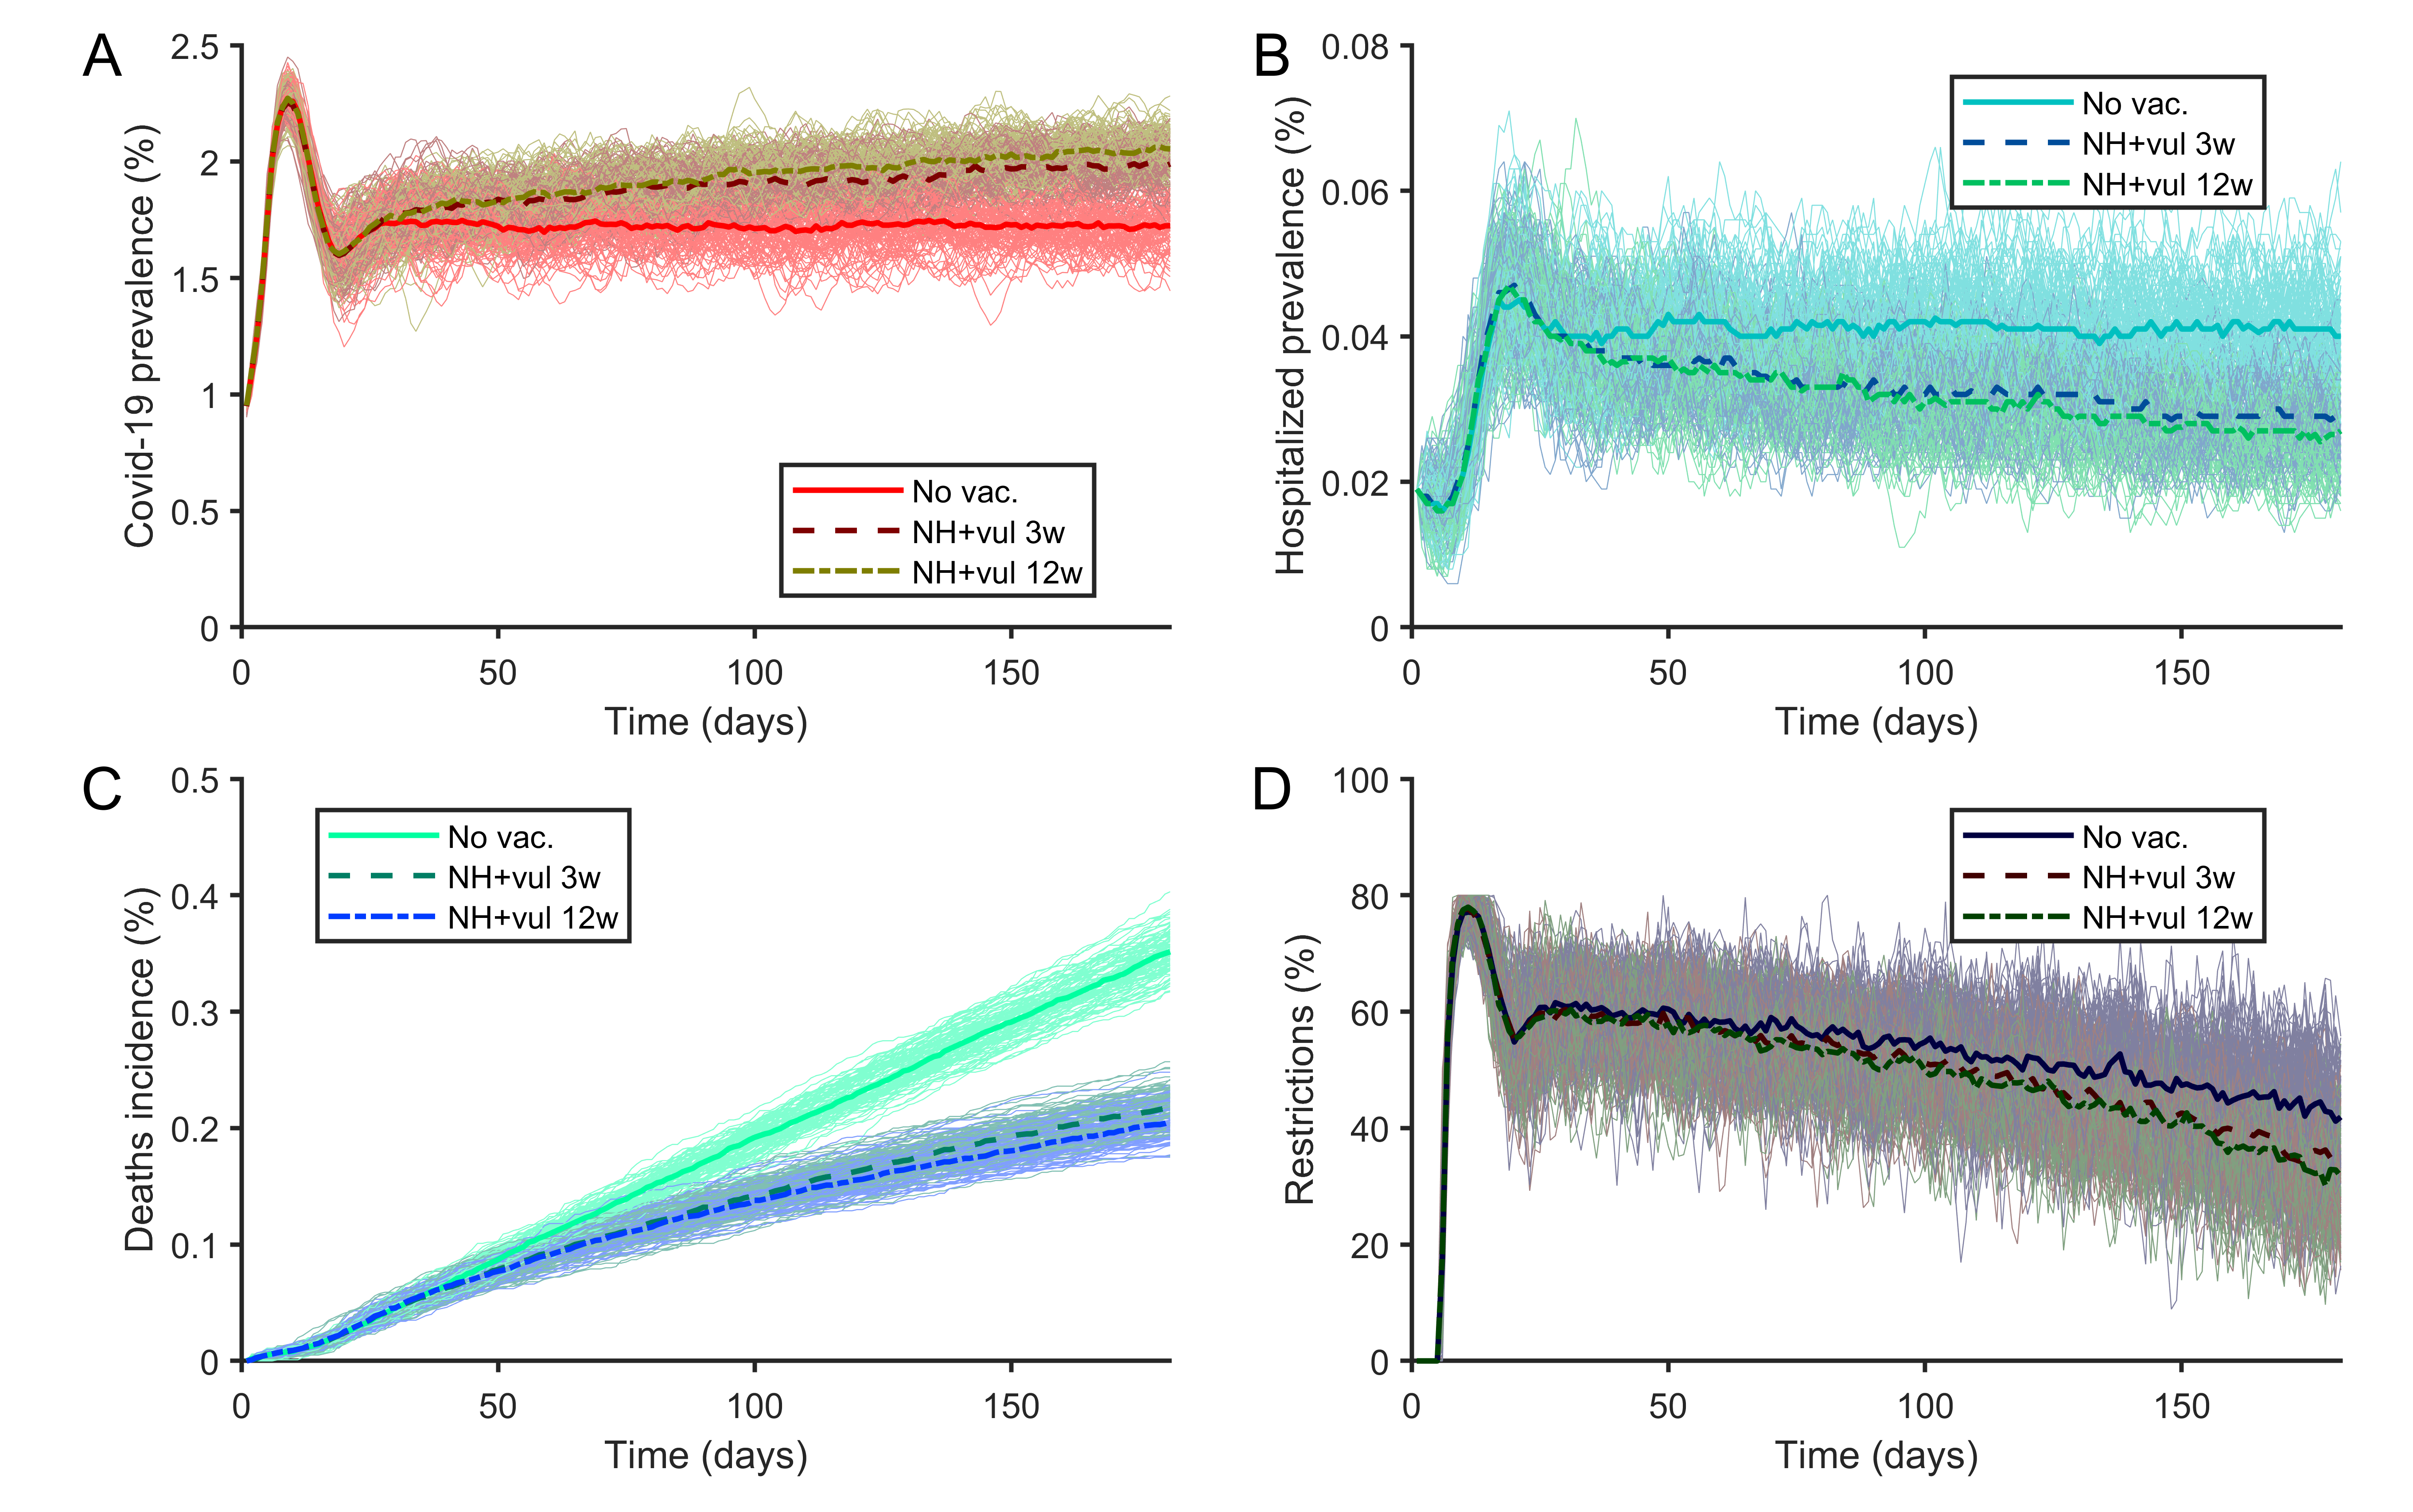 A
2.5
2
1.5
1
0.5
0
Covid-19 prevalence (%)
No vac.
NH+vul 3w
NH+vul 12w
0 50 100 150
Time (days)
B
0.08
0.06
0.04
0.02
0
Hospitalized prevalence (%)
No vac.
NH+vul 3w
NH+vul 12w
0 50 100 150
Time (days)
C
0.5
0.4
0.3
0.2
0.1
0
Deaths incidence (%)
No vac.
NH+vul 3w
NH+vul 12w
0 50 100 150
Time (days)
D
100
80
60
40
20
0
Restrictions (%)
No vac.
NH+vul 3w
NH+vul 12w
0 50 100 150
Time (days)